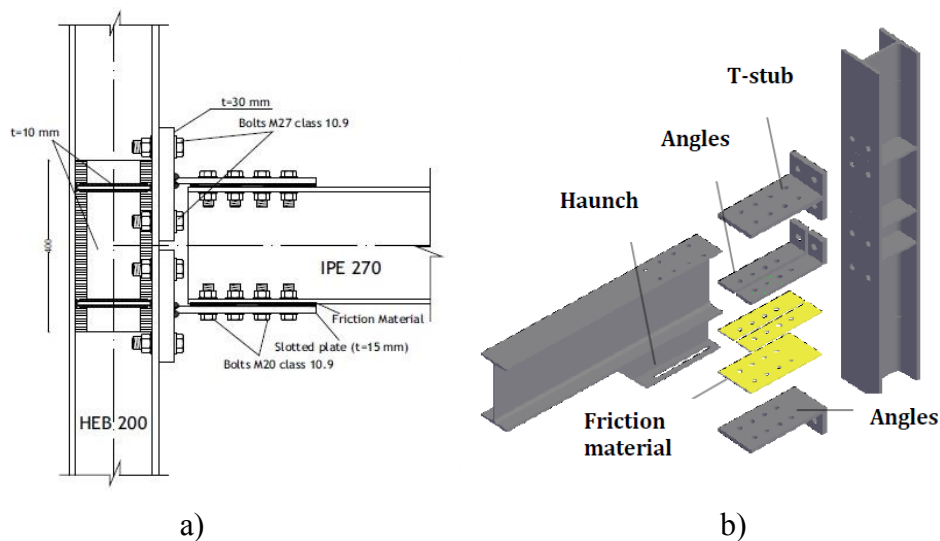 t=30 mm
Bolts M27 class 10.9
t=10 mm
400
IPE 270
Friction Material
Slotted plate (t=15 mm)
Bolts M20 class 10.9
HEB 200
a)
T-stub
Angles
Haunch
Friction
material
Angles
b)